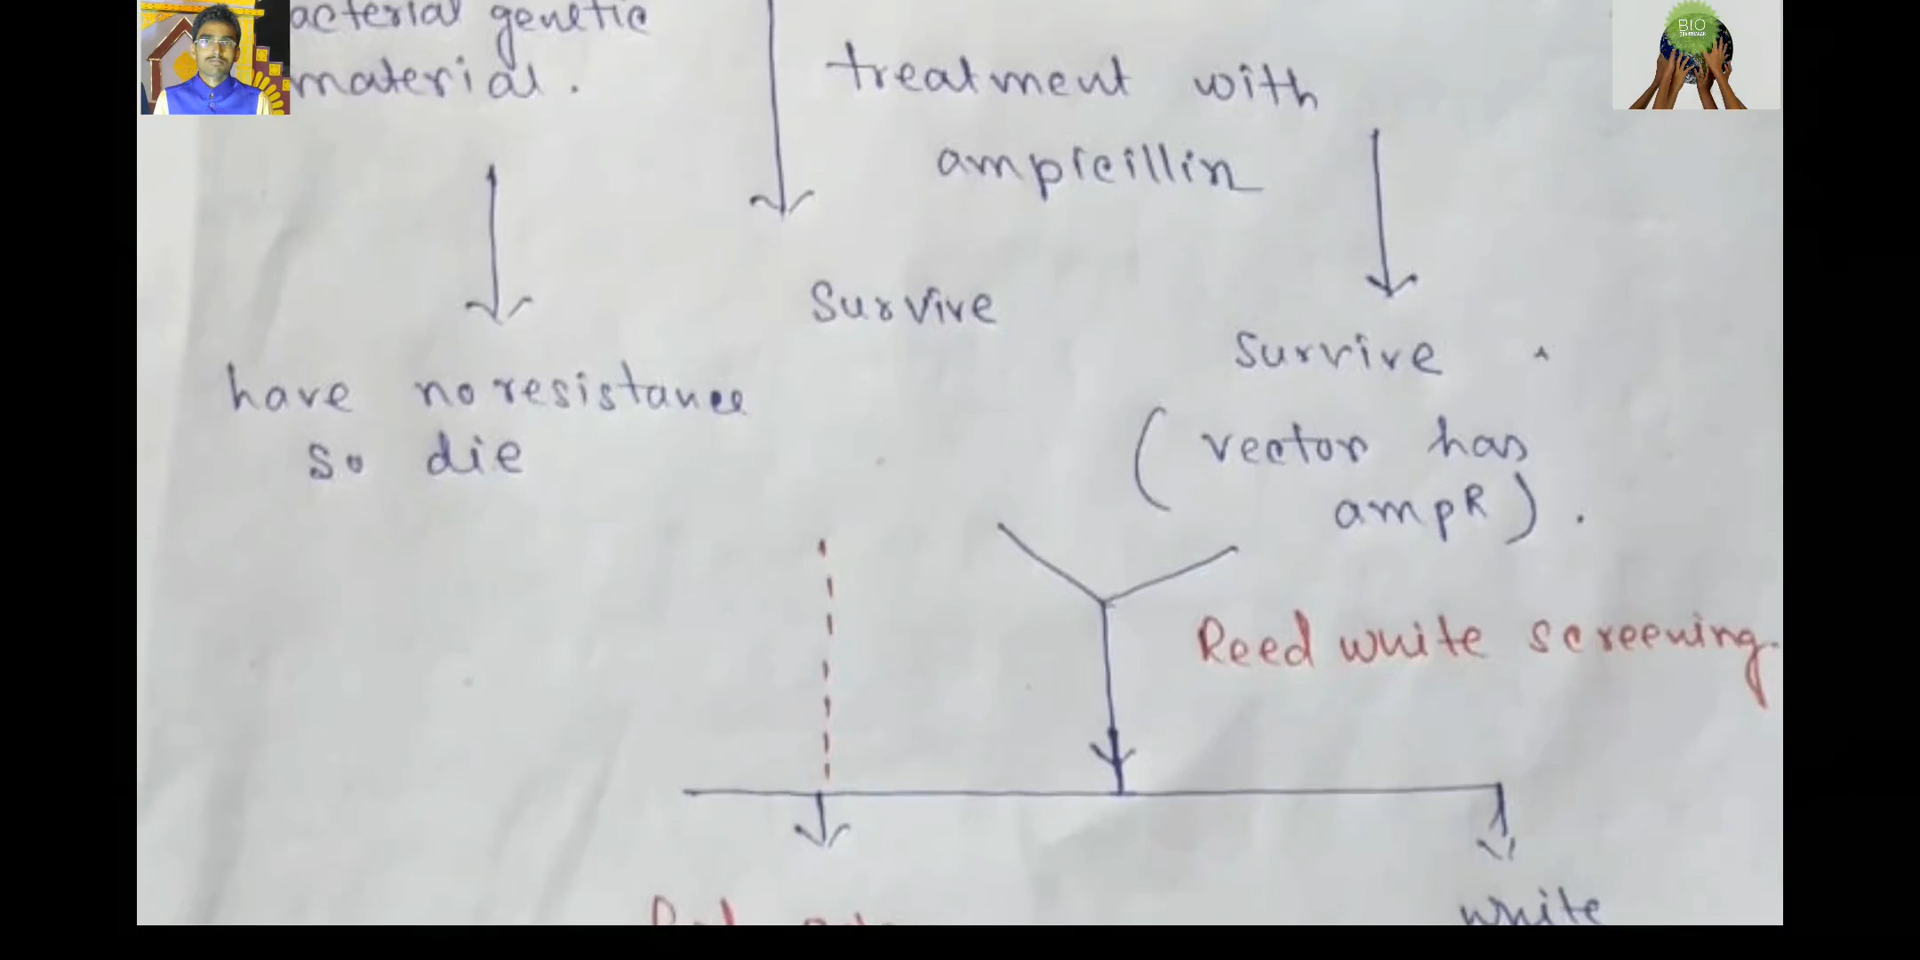 acterial genetic
material.
treatment with
ampicillin
BIO
Survive
survive
have no resistance
so die
(vector has
ampR).
Reed white screening.
white